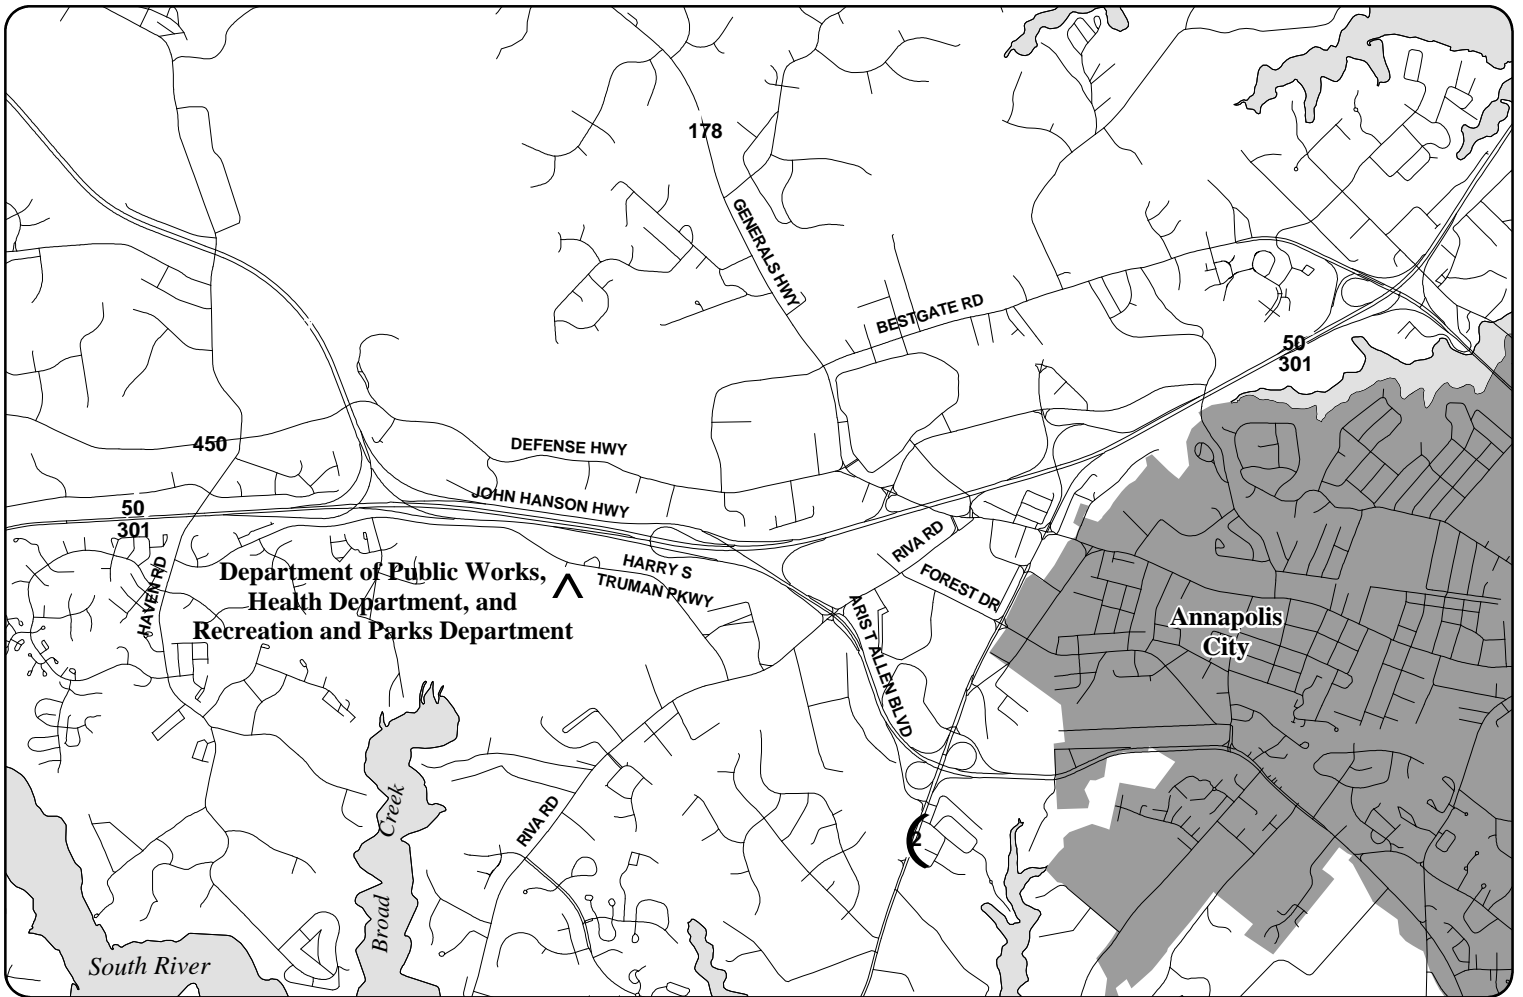 178
GENERALS HWY
BESTGATE RD
50
301
450
DEFENSE HWY
JOHN HANSON HWY
50
301
RIVA RD
HARRY S
TRUMAN PKWY
FOREST DR
HAVEN RD
Department of Public Works,
Health Department, and
Recreation and Parks Department
ARIS T ALLEN BLVD
Annapolis
City
RIVA RD
Broad Creek
2
South River